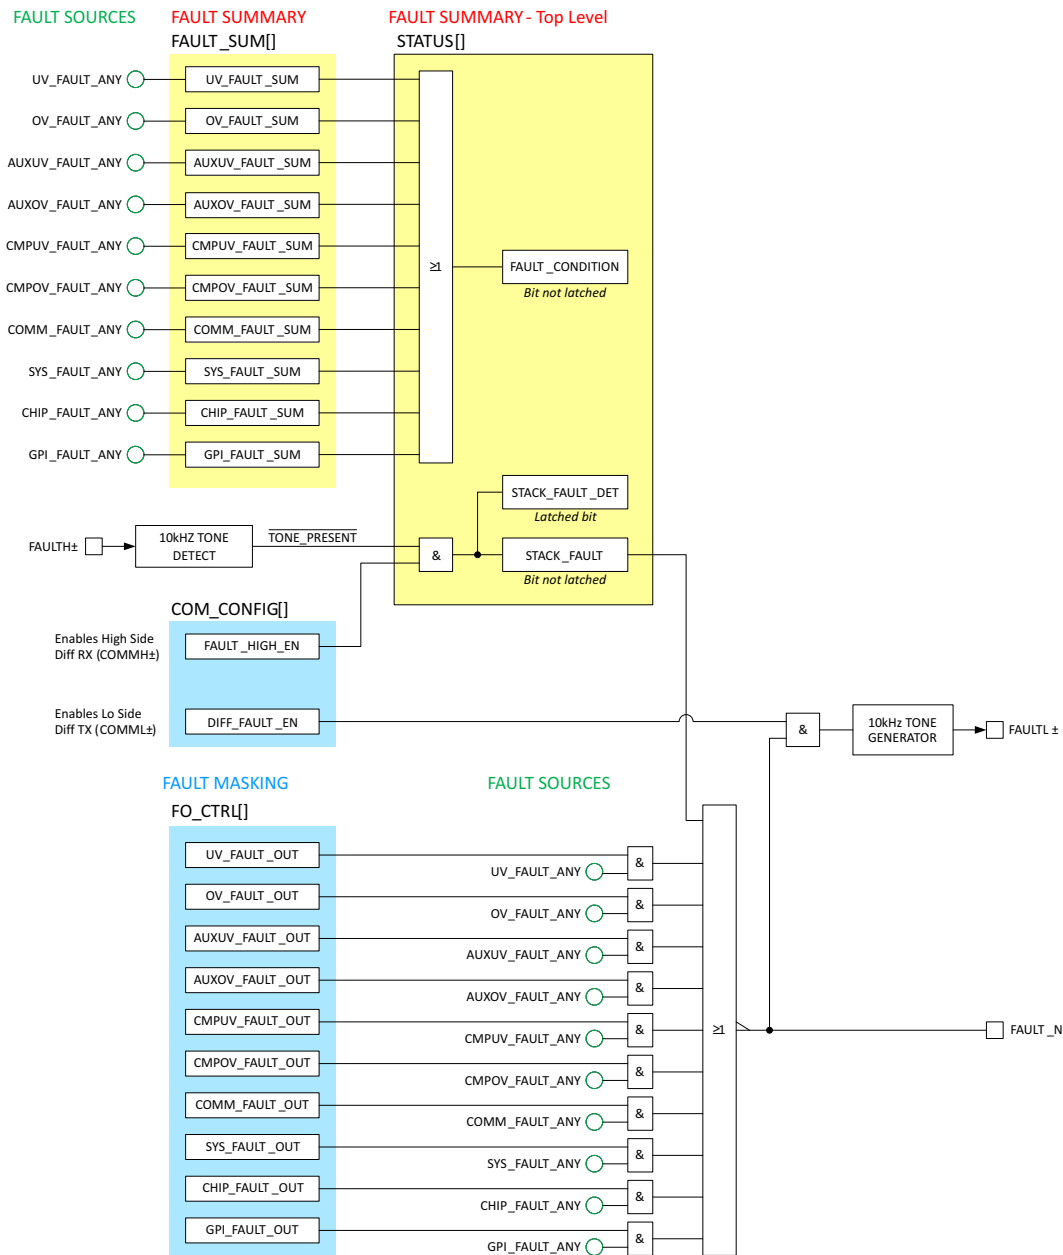 FAULT SOURCES
FAULT SUMMARY
FAULT SUMMARY - Top Level
FAULT_SUM[]
STATUS[]
UV_FAULT_ANY
UV_FAULT_SUM
OV_FAULT_ANY
OV_FAULT_SUM
AUXUV_FAULT_ANY
AUXUV_FAULT_SUM
AUXOV_FAULT_ANY
AUXOV_FAULT_SUM
CMPUV_FAULT_ANY
CMPUV_FAULT_SUM
≥1
FAULT_CONDITION
Bit not latched
CMPOV_FAULT_ANY
CMPOV_FAULT_SUM
COMM_FAULT_ANY
COMM_FAULT_SUM
SYS_FAULT_ANY
SYS_FAULT_SUM
CHIP_FAULT_ANY
CHIP_FAULT_SUM
GPI_FAULT_ANY
GPI_FAULT_SUM
STACK_FAULT_DET
Latched bit
FAULTH±
10kHZ TONE
DETECT
TONE_PRESENT
&
STACK_FAULT
Bit not latched
COM_CONFIG[]
Enables High Side
Diff RX (COMMH±)
FAULT_HIGH_EN
Enables Lo Side
Diff TX (COMML±)
DIFF_FAULT_EN
&
10kHz TONE
GENERATOR
FAULTL ±
FAULT MASKING
FAULT SOURCES
FO_CTRL[]
UV_FAULT_OUT
&
UV_FAULT_ANY
OV_FAULT_OUT
&
OV_FAULT_ANY
AUXUV_FAULT_OUT
&
AUXUV_FAULT_ANY
AUXOV_FAULT_OUT
&
AUXOV_FAULT_ANY
CMPUV_FAULT_OUT
&
CMPUV_FAULT_ANY
≥1
FAULT_N
CMPOV_FAULT_OUT
&
CMPOV_FAULT_ANY
COMM_FAULT_OUT
&
COMM_FAULT_ANY
SYS_FAULT_OUT
&
SYS_FAULT_ANY
CHIP_FAULT_OUT
&
CHIP_FAULT_ANY
GPI_FAULT_OUT
&
GPI_FAULT_ANY